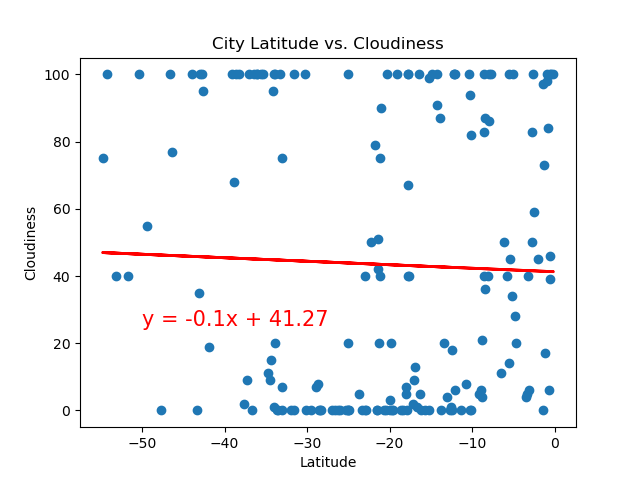 City Latitude vs. Cloudiness
100
80
60
40
20
0
Cloudiness
y = -0.1x + 41.27
−50 −40 −30 −20 −10 0
Latitude